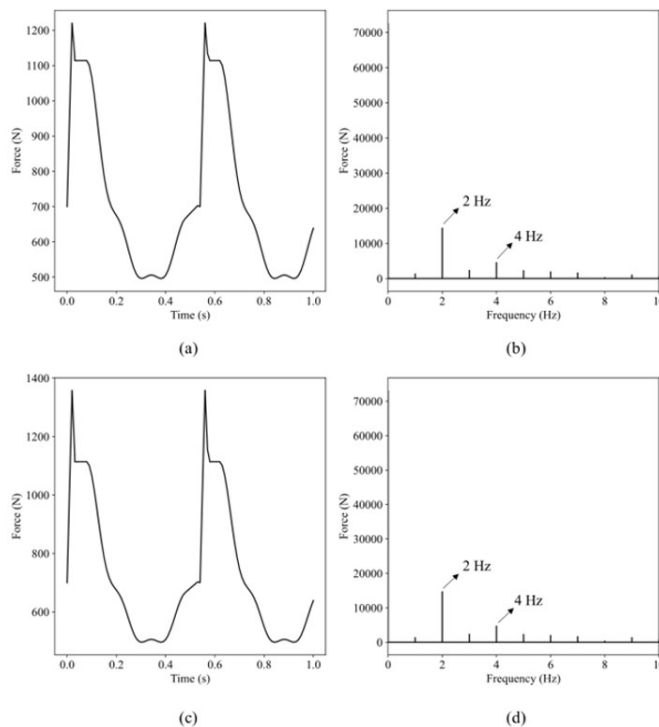 1200
1100
1000
900
800
700
600
500
Force (N)
0.0 0.2 0.4 0.6 0.8 1.0
Time (s)
(a)
70000
60000
50000
40000
30000
20000
10000
0
Force (N)
2 Hz
4 Hz
0 2 4 6 8 10
Frequency (Hz)
(b)
1400
1200
1000
800
600
Force (N)
0.0 0.2 0.4 0.6 0.8 1.0
Time (s)
(c)
70000
60000
50000
40000
30000
20000
10000
0
Force (N)
2 Hz
4 Hz
0 2 4 6 8 10
Frequency (Hz)
(d)